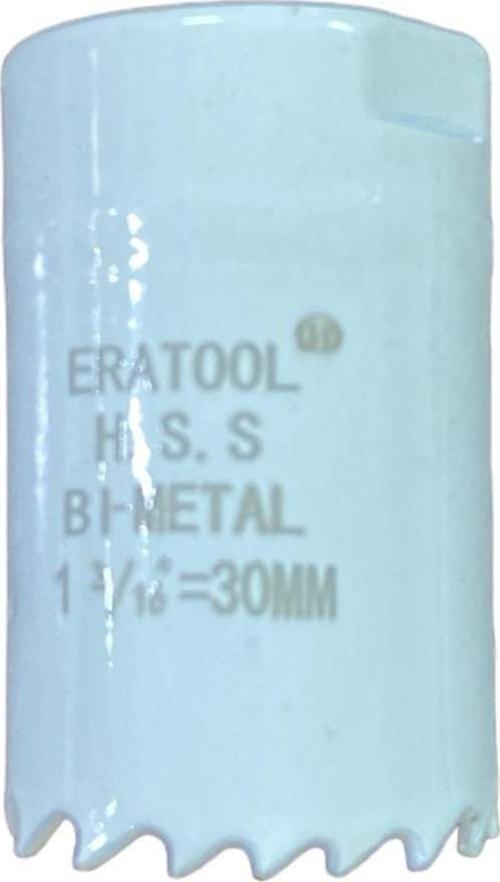 ERATOOL
H.S.S
BI-METAL
1 3/16"=30MM